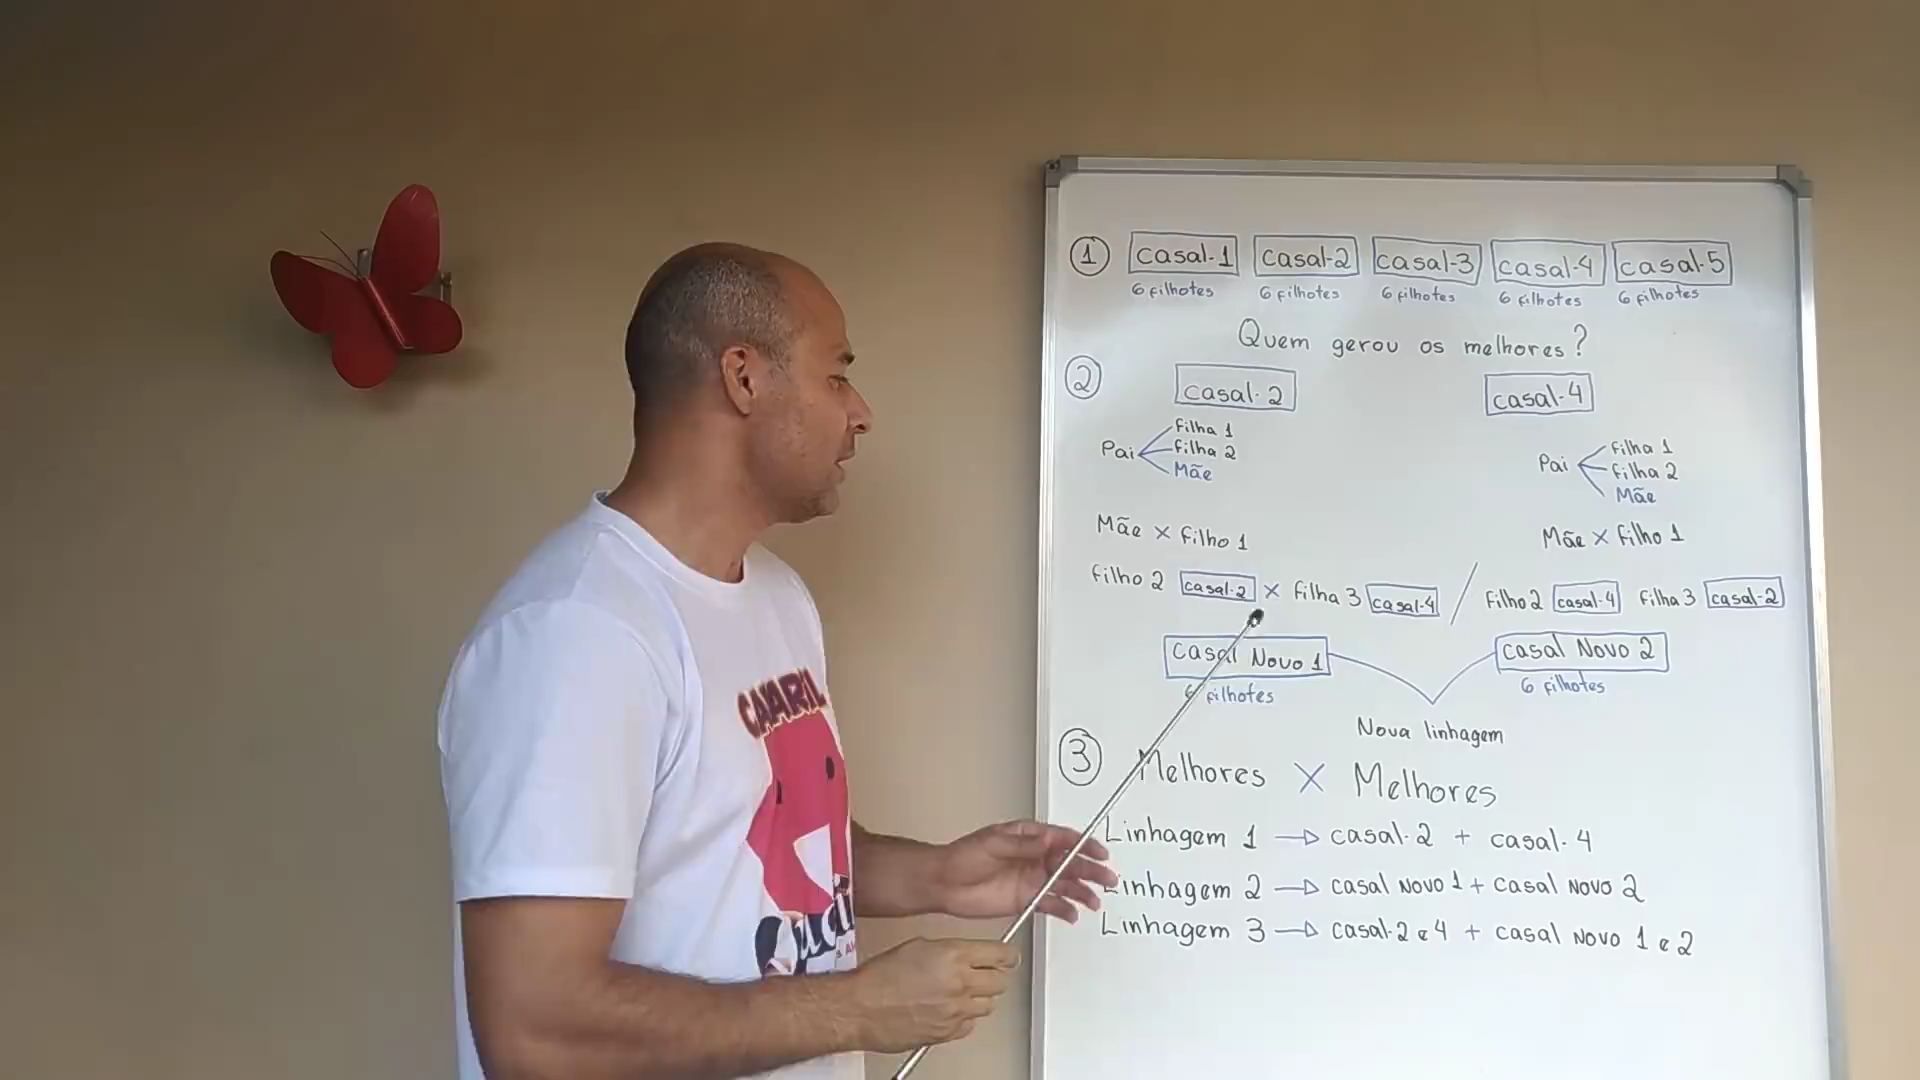 1 casal-1 casal-2 casal-3 casal-4 casal-5
6 filhotes 6 filhotes 6 filhotes 6 filhotes 6 filhotes
Quem gerou os melhores?
2 casal-2 casal-4
Pai filha 1
filha 2
Mãe
Pai filha 1
filha 2
Mãe
Mãe x filho 1 Mãe x filho 1
filho 2 casal-2 x filha 3 casal-4 / filho 2 casal-4 filha 3 casal-2
casal Novo 1 casal Novo 2
6 filhotes 6 filhotes
Nova linhagem
3 Melhores X Melhores
Linhagem 1 → casal-2 + casal-4
Linhagem 2 → casal Novo 1 + casal Novo 2
Linhagem 3 → casal-2 e 4 + casal Novo 1 e 2